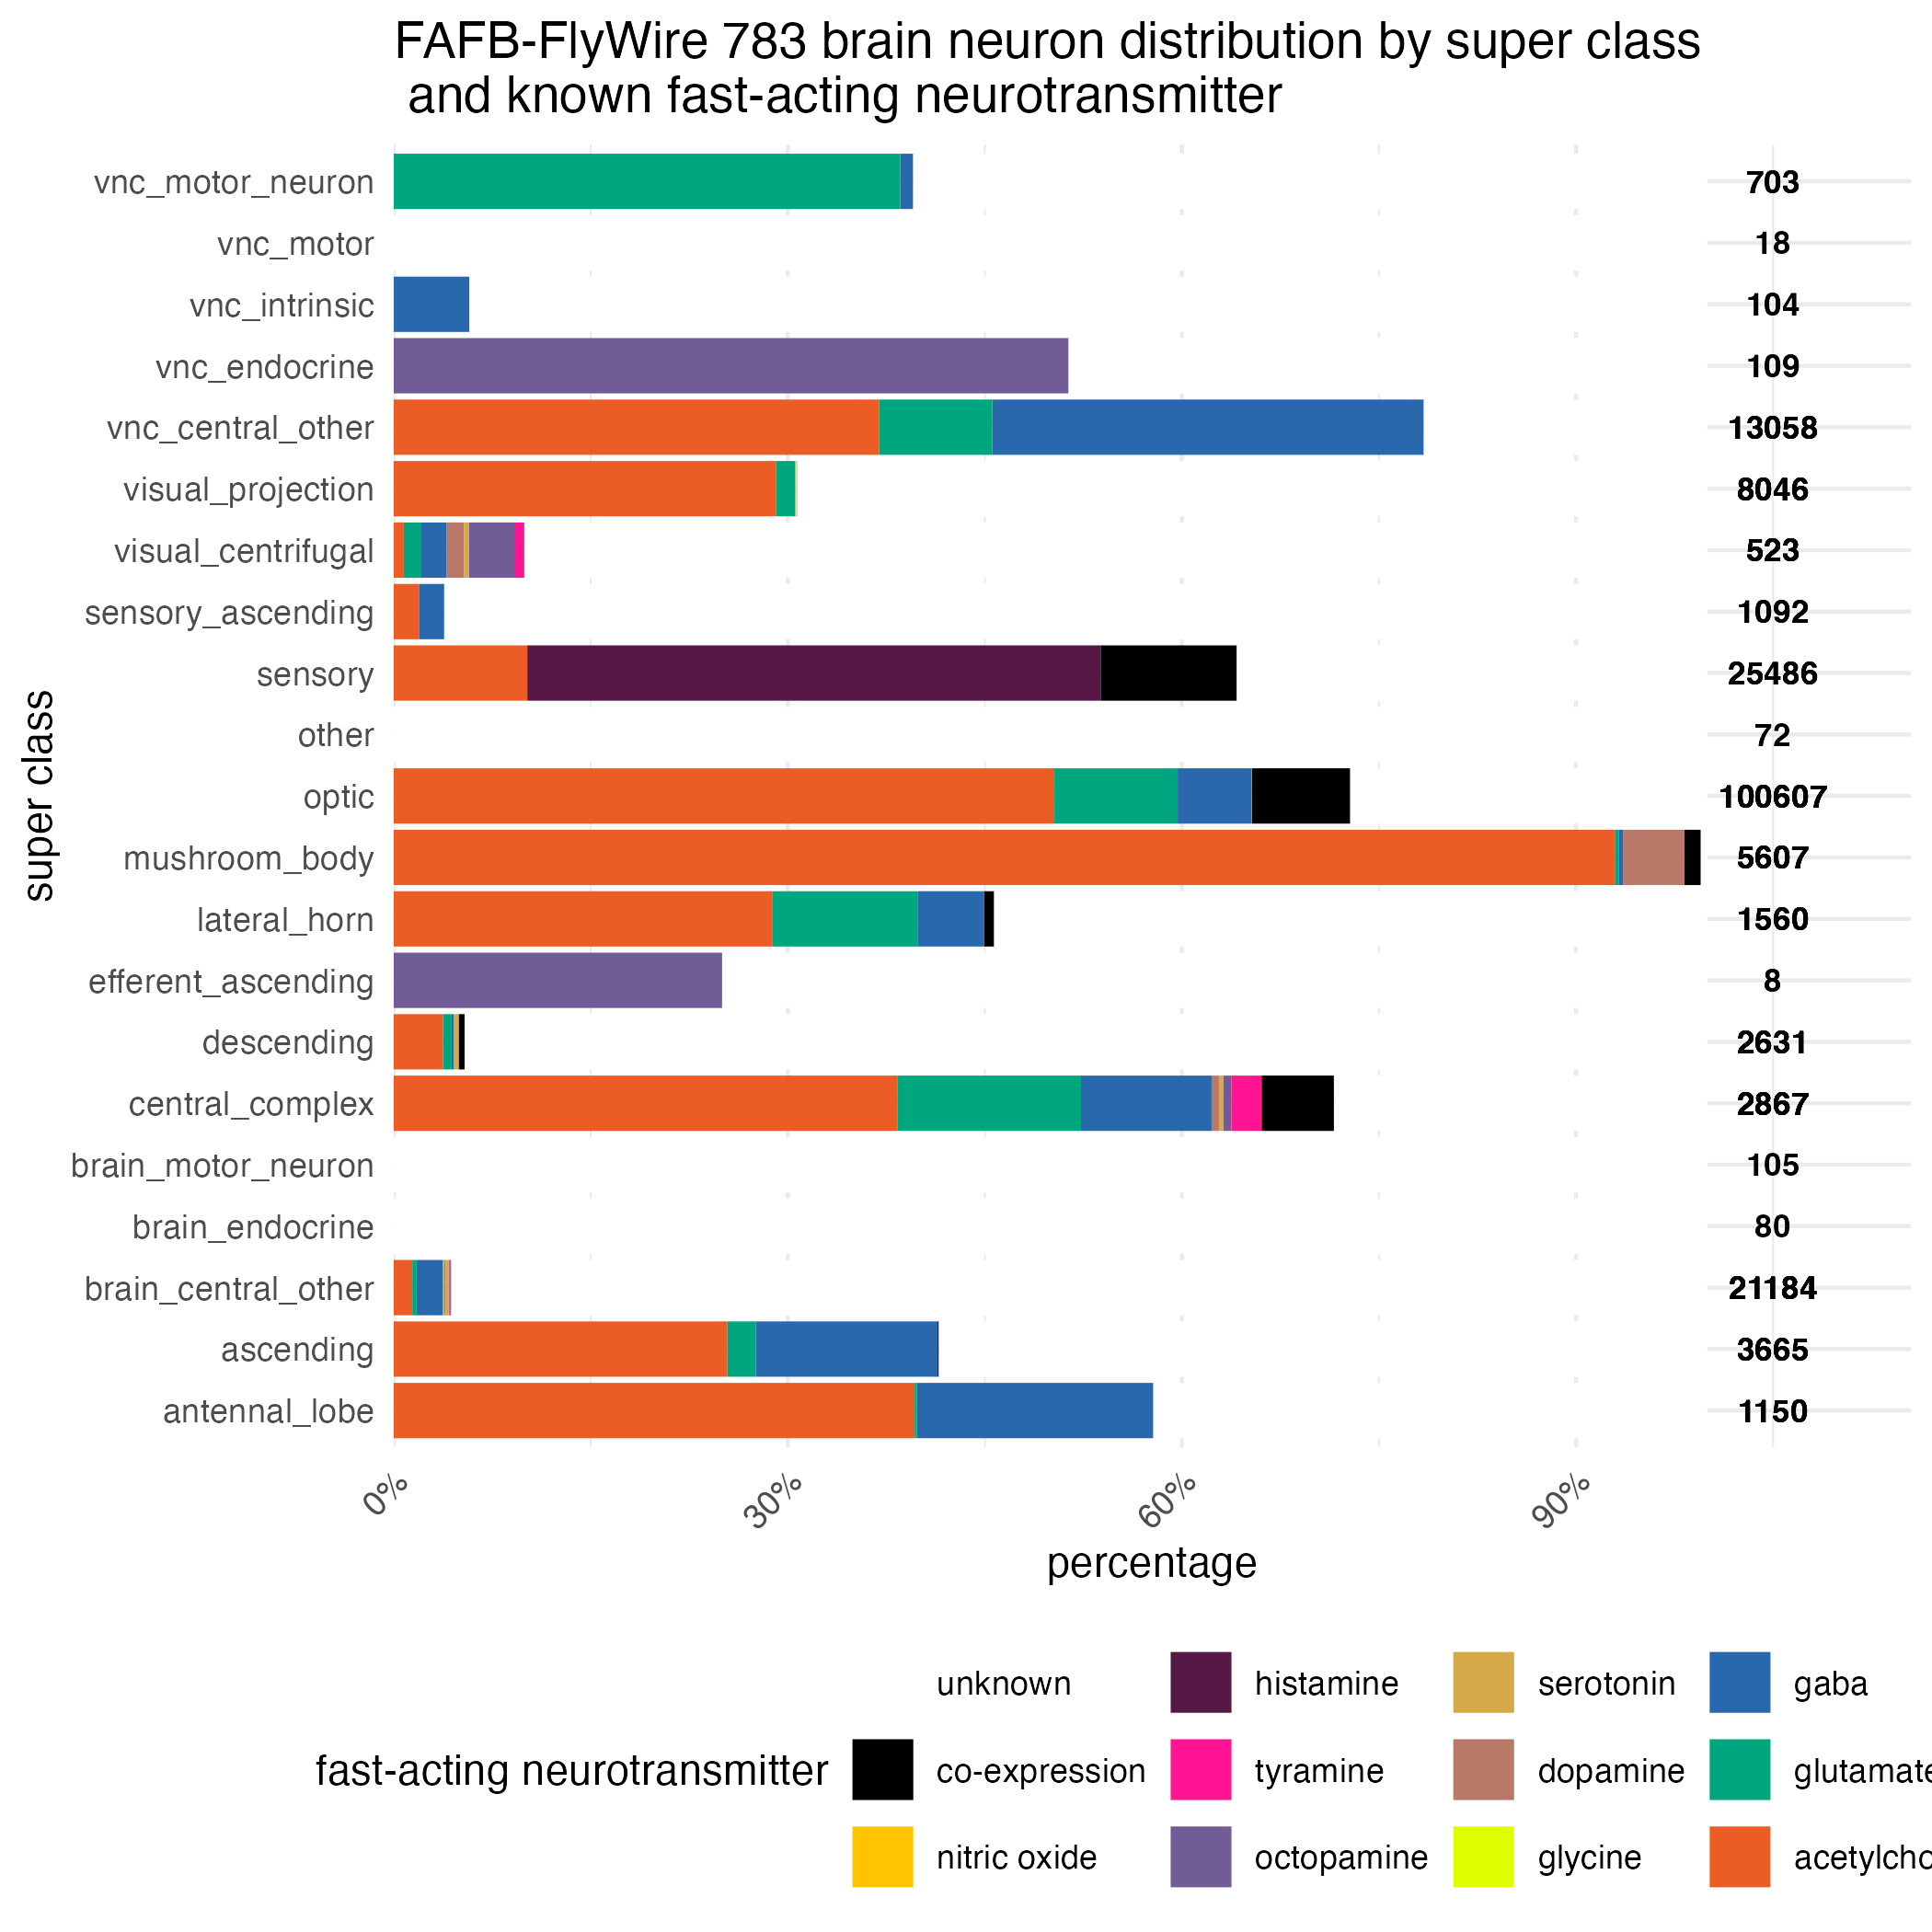 FAFB-FlyWire 783 brain neuron distribution by super class
and known fast-acting neurotransmitter
vnc_motor_neuron 703
vnc_motor 18
vnc_intrinsic 104
vnc_endocrine 109
vnc_central_other 13058
visual_projection 8046
visual_centrifugal 523
sensory_ascending 1092
sensory 25486
other 72
optic 100607
mushroom_body 5607
lateral_horn 1560
efferent_ascending 8
descending 2631
central_complex 2867
brain_motor_neuron 105
brain_endocrine 80
brain_central_other 21184
ascending 3665
antennal_lobe 1150
super class
0% 30% 60% 90%
percentage
fast-acting neurotransmitter
unknown histamine serotonin gaba
co-expression tyramine dopamine glutamate
nitric oxide octopamine glycine acetylcho